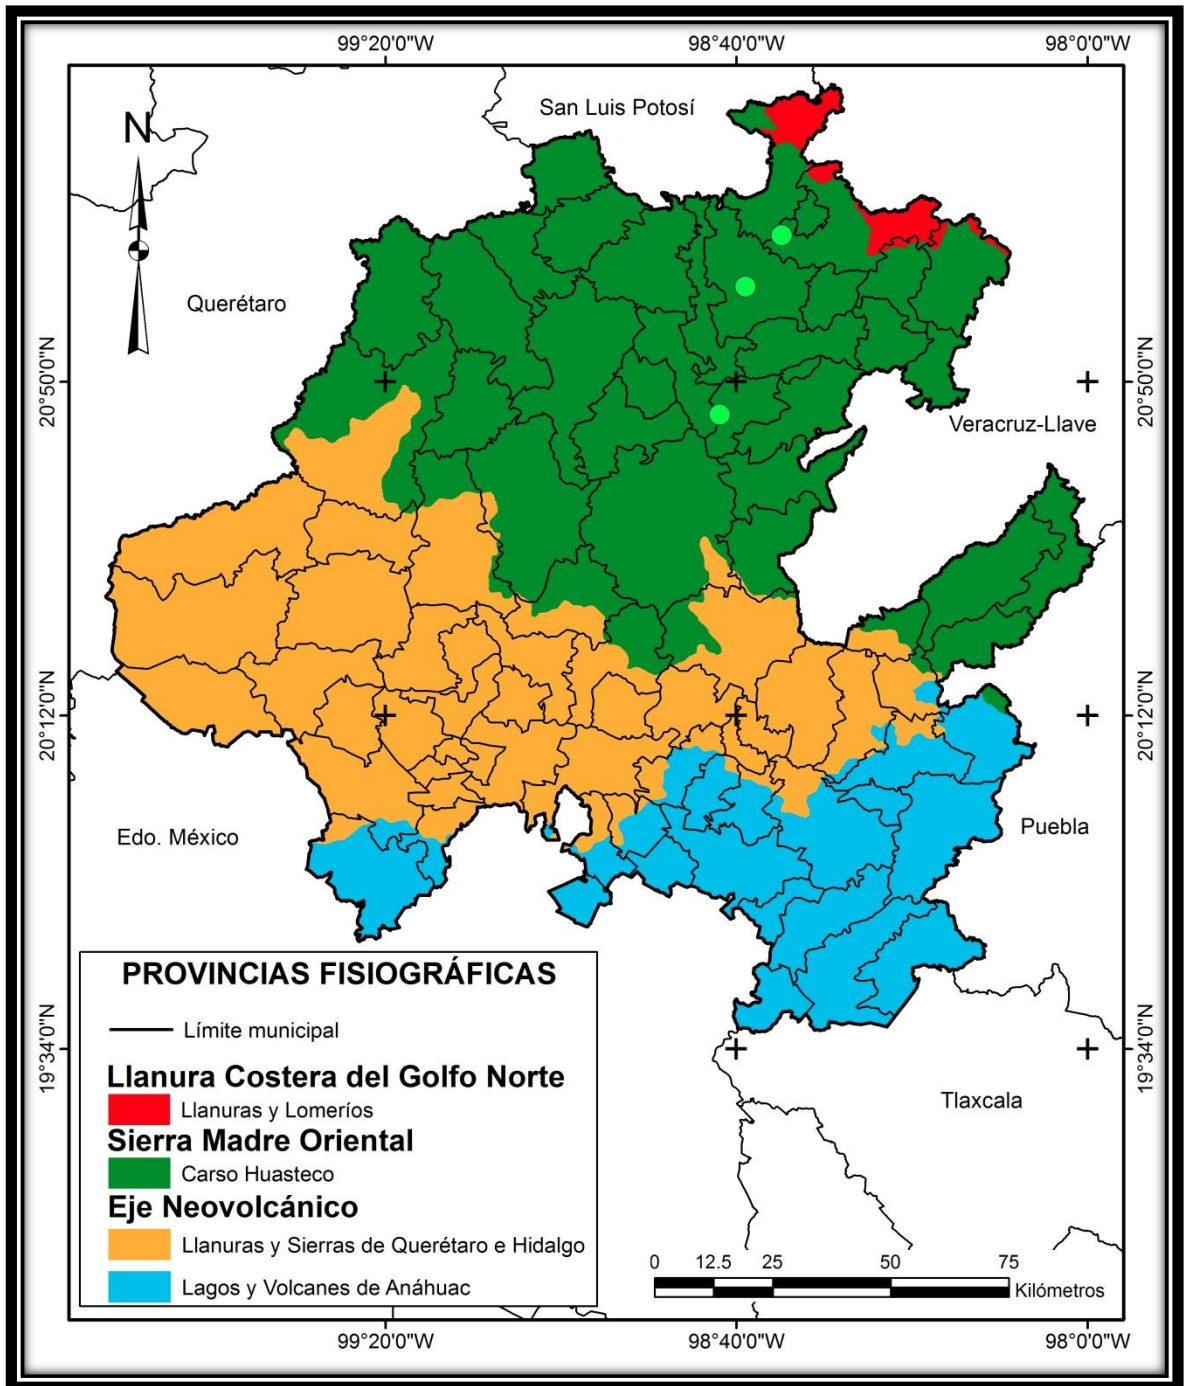 99°20'0"W 98°40'0"W 98°0'0"W
San Luis Potosí
N
Querétaro
20°50'0"N 20°50'0"N
Veracruz-Llave
20°12'0"N 20°12'0"N
Edo. México
Puebla
PROVINCIAS FISIOGRÁFICAS
Límite municipal
19°34'0"N 19°34'0"N
Llanura Costera del Golfo Norte
Llanuras y Lomeríos
Tlaxcala
Sierra Madre Oriental
Carso Huasteco
Eje Neovolcánico
Llanuras y Sierras de Querétaro e Hidalgo
Lagos y Volcanes de Anáhuac
0 12.5 25 50 75
Kilómetros
99°20'0"W 98°40'0"W 98°0'0"W